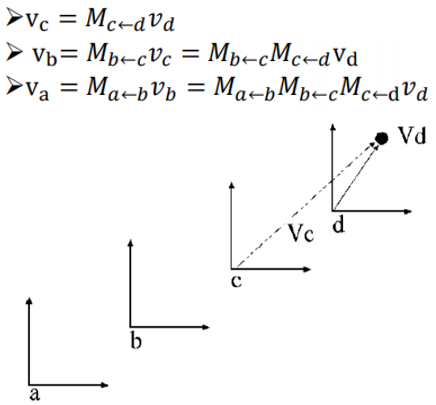 ➢v_c = M_{c←d}v_d
➢ v_b= M_{b←c}v_c = M_{b←c}M_{c←d}v_d
➢v_a = M_{a←b}v_b = M_{a←b}M_{b←c}M_{c←d}v_d
Vd
Vc
d
c
b
a